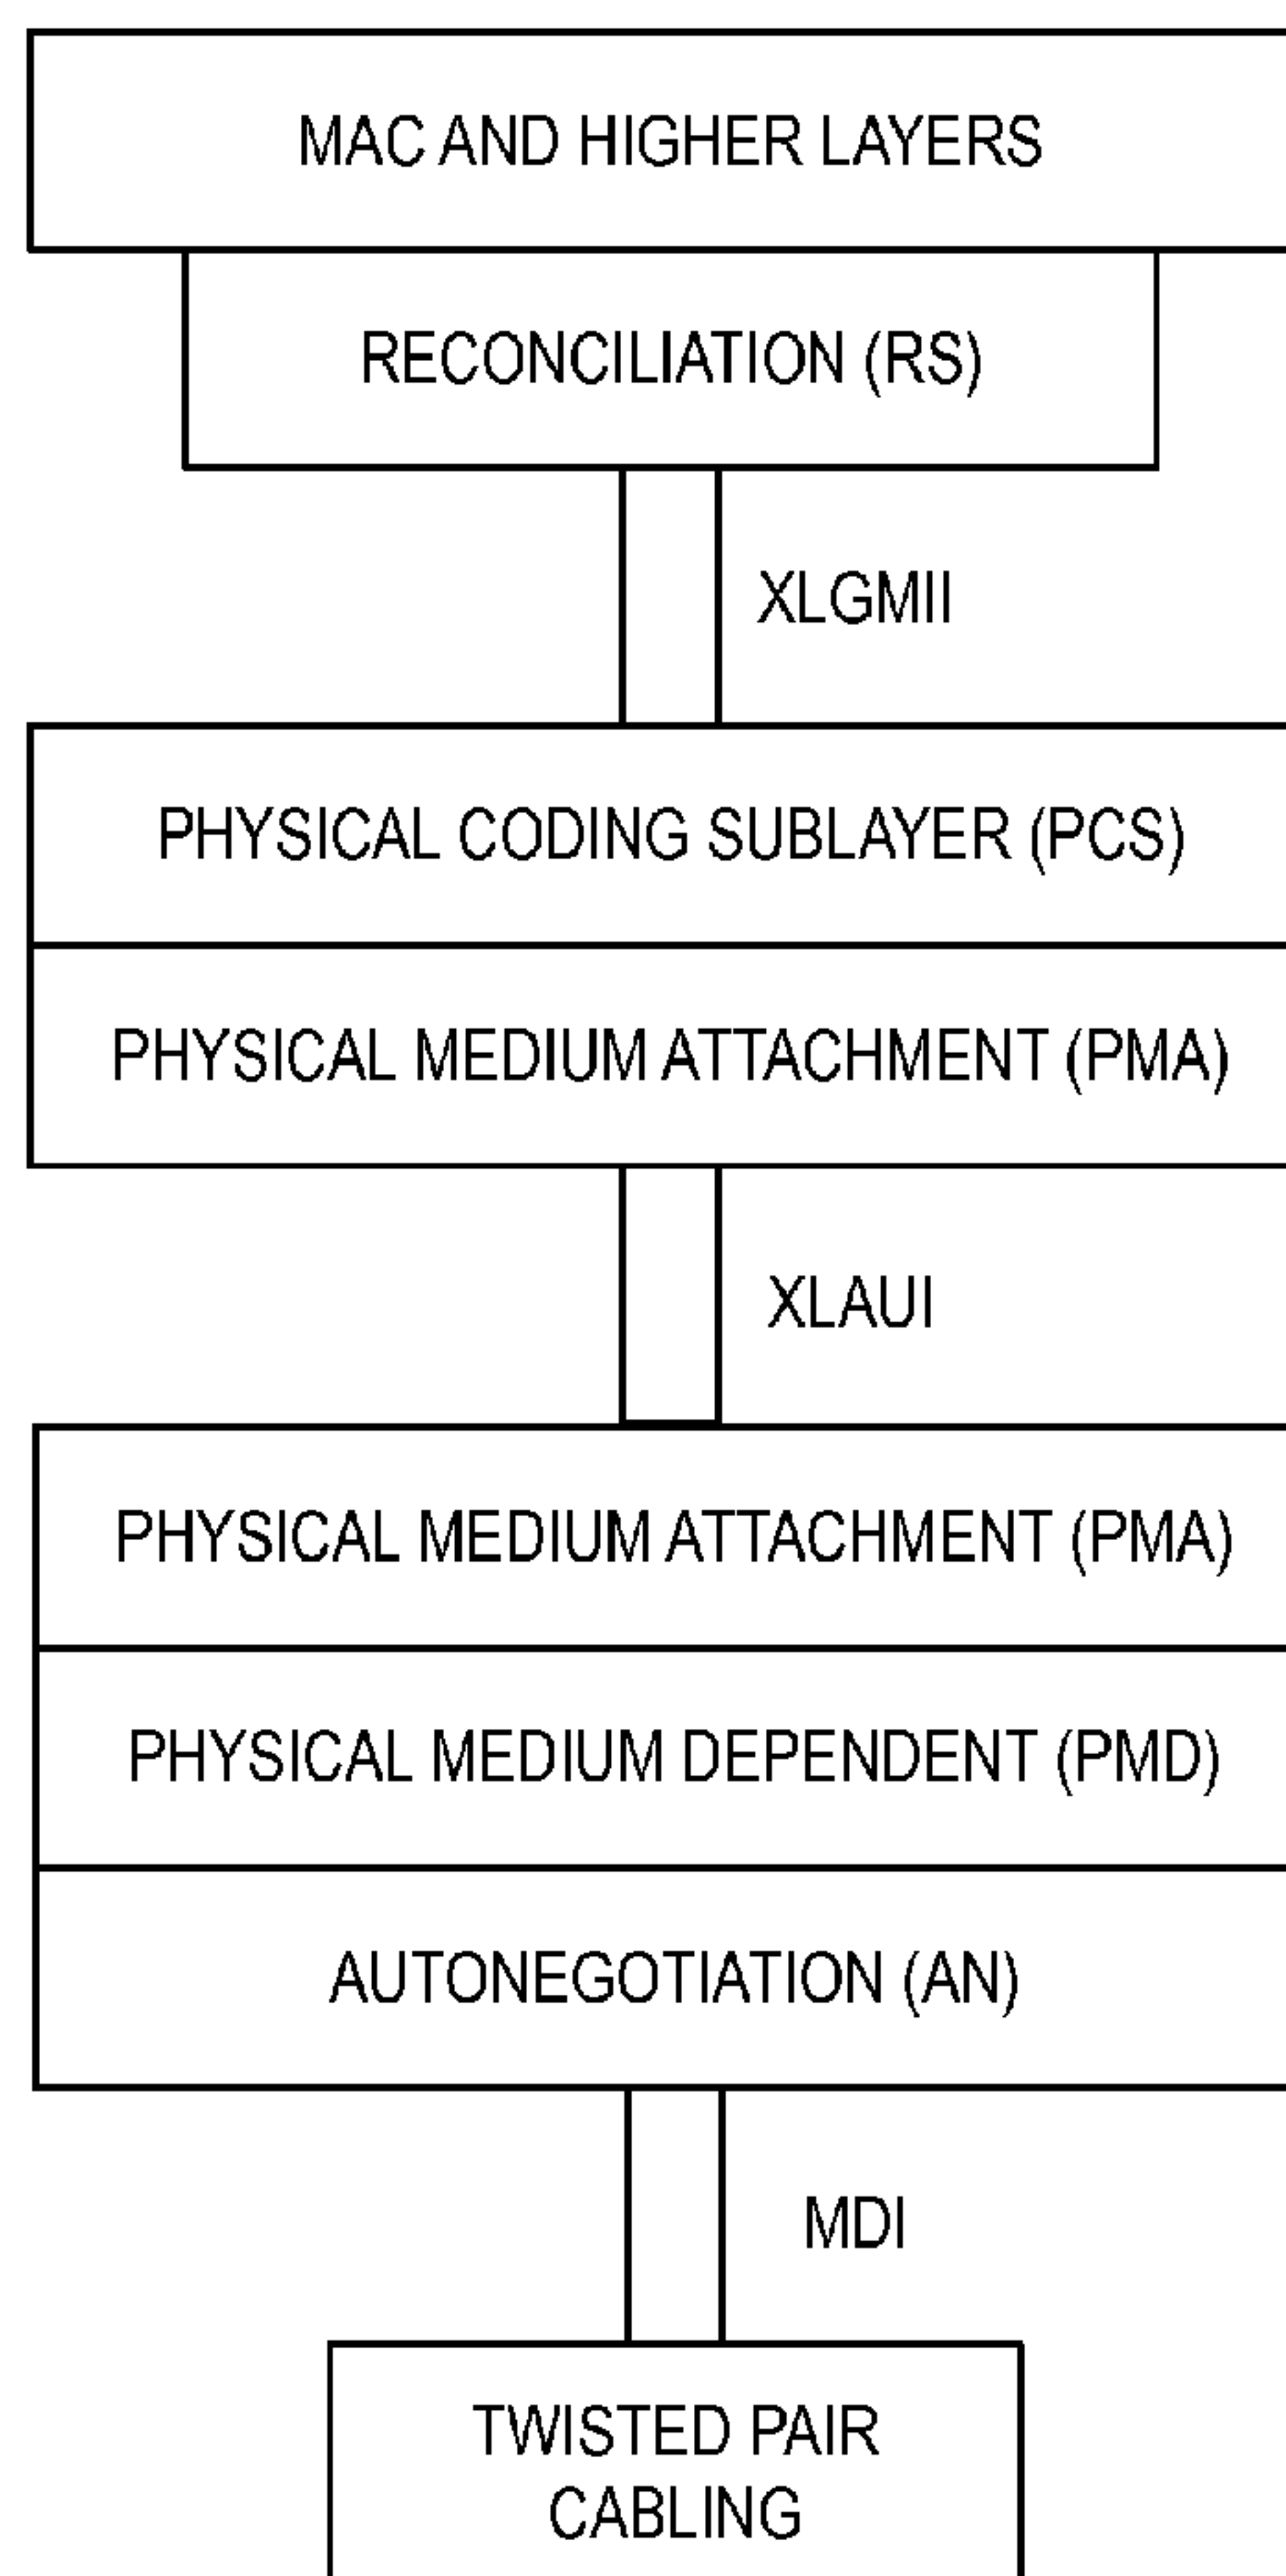 MAC AND HIGHER LAYERS
RECONCILIATION (RS)
XLGMII
PHYSICAL CODING SUBLAYER (PCS)
PHYSICAL MEDIUM ATTACHMENT (PMA)
XLAUI
PHYSICAL MEDIUM ATTACHMENT (PMA)
PHYSICAL MEDIUM DEPENDENT (PMD)
AUTONEGOTIATION (AN)
MDI
TWISTED PAIR
CABLING